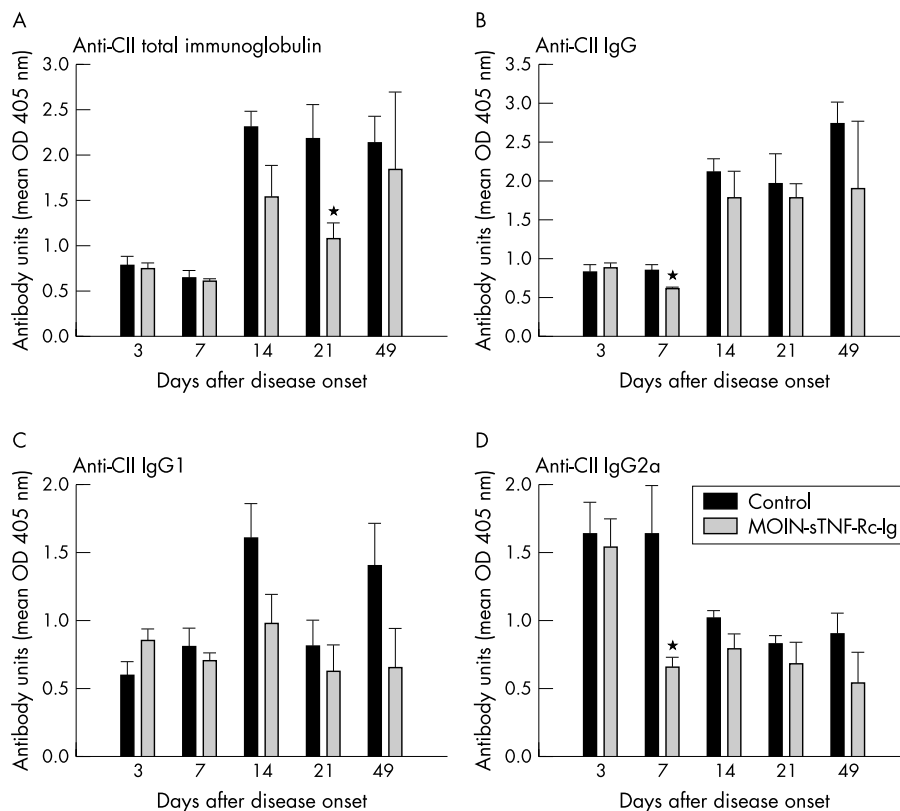 A
Anti-CII total immunoglobulin
Antibody units (mean OD 405 nm)
3.0
2.5
2.0
1.5
1.0
0.5
0.0
★
3 7 14 21 49
Days after disease onset
B
Anti-CII IgG
Antibody units (mean OD 405 nm)
3.5
3.0
2.5
2.0
1.5
1.0
0.5
0.0
★
3 7 14 21 49
Days after disease onset
C
Anti-CII IgG1
Antibody units (mean OD 405 nm)
2.0
1.5
1.0
0.5
0.0
3 7 14 21 49
Days after disease onset
D
Anti-CII IgG2a
Antibody units (mean OD 405 nm)
2.0
1.5
1.0
0.5
0.0
Control
MOIN-sTNF-Rc-Ig
★
3 7 14 21 49
Days after disease onset